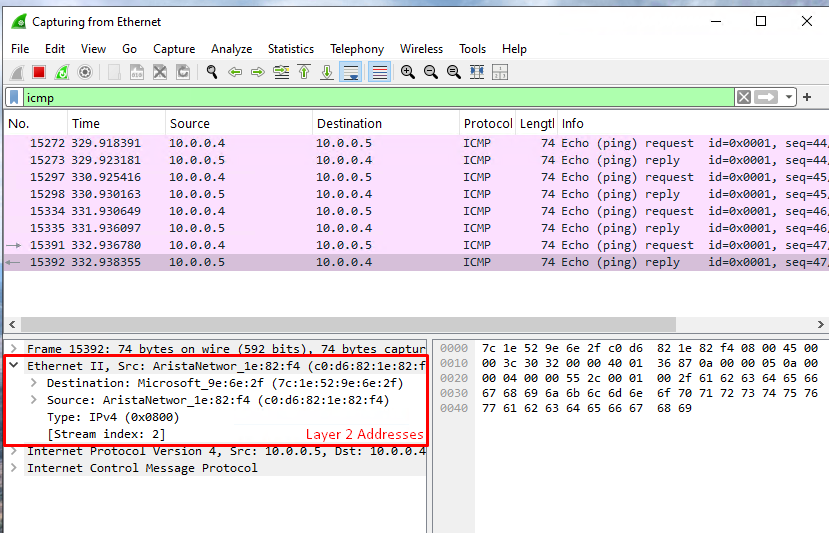 Capturing from Ethernet
File Edit View Go Capture Analyze Statistics Telephony Wireless Tools Help
icmp
No. Time Source Destination Protocol Lengtl Info
15272 329.918391 10.0.0.4 10.0.0.5 ICMP 74 Echo (ping) request id=0x0001, seq=44,
15273 329.923181 10.0.0.5 10.0.0.4 ICMP 74 Echo (ping) reply id=0x0001, seq=44,
15297 330.925416 10.0.0.4 10.0.0.5 ICMP 74 Echo (ping) request id=0x0001, seq=45,
15298 330.930163 10.0.0.5 10.0.0.4 ICMP 74 Echo (ping) reply id=0x0001, seq=45,
15334 331.930649 10.0.0.4 10.0.0.5 ICMP 74 Echo (ping) request id=0x0001, seq=46,
15335 331.936097 10.0.0.5 10.0.0.4 ICMP 74 Echo (ping) reply id=0x0001, seq=46,
15391 332.936780 10.0.0.4 10.0.0.5 ICMP 74 Echo (ping) request id=0x0001, seq=47,
15392 332.938355 10.0.0.5 10.0.0.4 ICMP 74 Echo (ping) reply id=0x0001, seq=47,
Frame 15392: 74 bytes on wire (592 bits), 74 bytes captur
Ethernet II, Src: AristaNetwor_1e:82:f4 (c0:d6:82:1e:82:f
Destination: Microsoft_9e:6e:2f (7c:1e:52:9e:6e:2f)
Source: AristaNetwor_1e:82:f4 (c0:d6:82:1e:82:f4)
Type: IPv4 (0x0800)
[Stream index: 2]
Layer 2 Addresses
Internet Protocol Version 4, Src: 10.0.0.5, Dst: 10.0.0.4
Internet Control Message Protocol
0000 7c 1e 52 9e 6e 2f c0 d6 82 1e 82 f4 08 00 45 00
0010 00 3c 30 32 00 00 40 01 36 87 0a 00 00 05 0a 00
0020 00 04 00 00 55 2c 00 01 00 2f 61 62 63 64 65 66
0030 67 68 69 6a 6b 6c 6d 6e 6f 70 71 72 73 74 75 76
0040 77 61 62 63 64 65 66 67 68 69